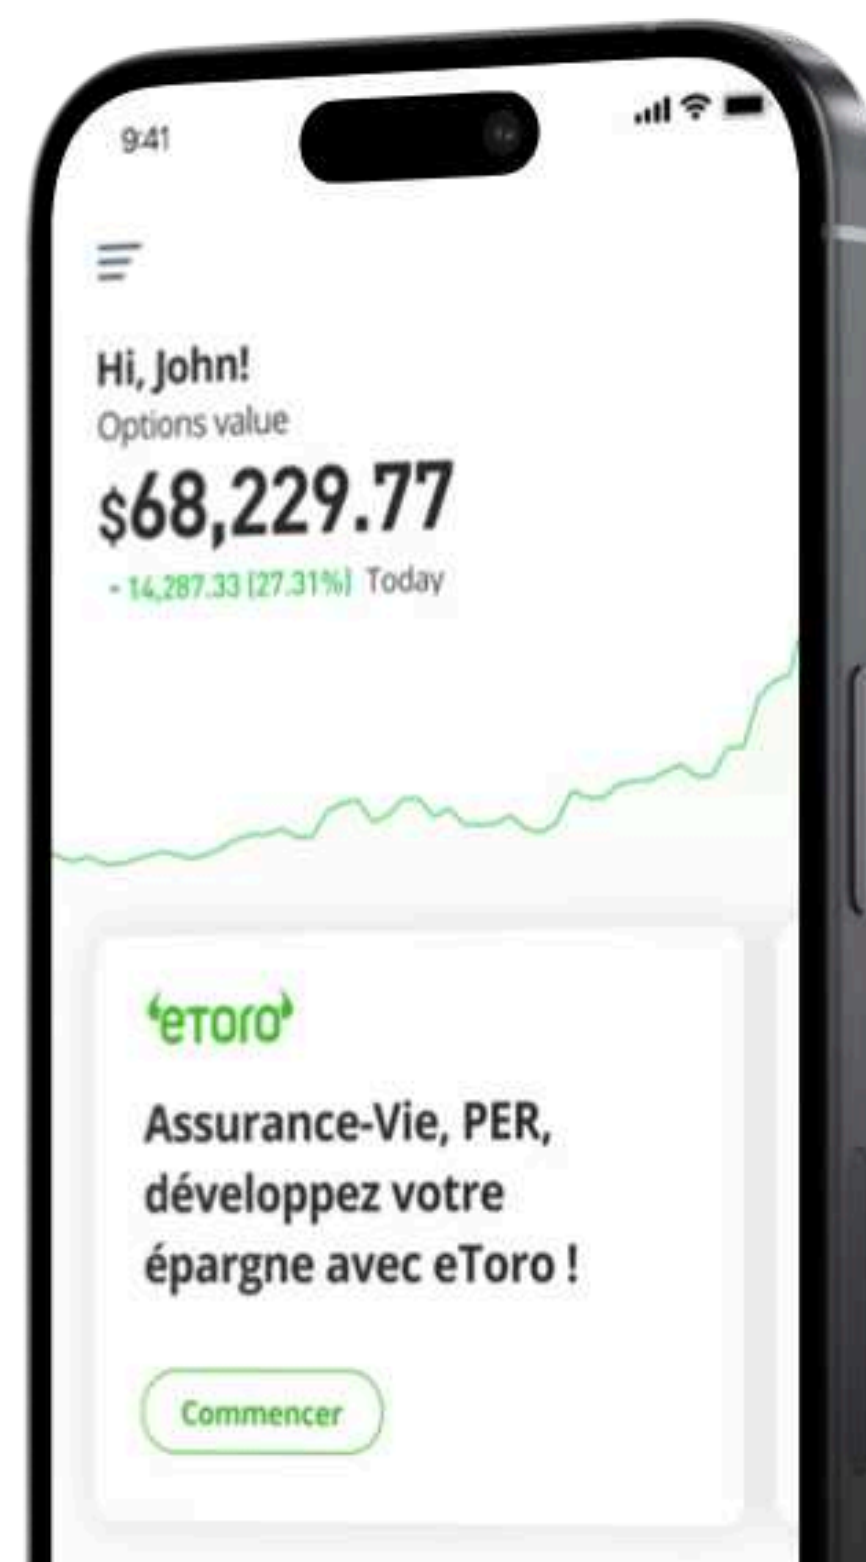 9:41
Hi, John!
Options value
$68,229.77
- 14,287.33 (27.31%) Today
eToro
Assurance-Vie, PER,
développez votre
épargne avec eToro !
Commencer